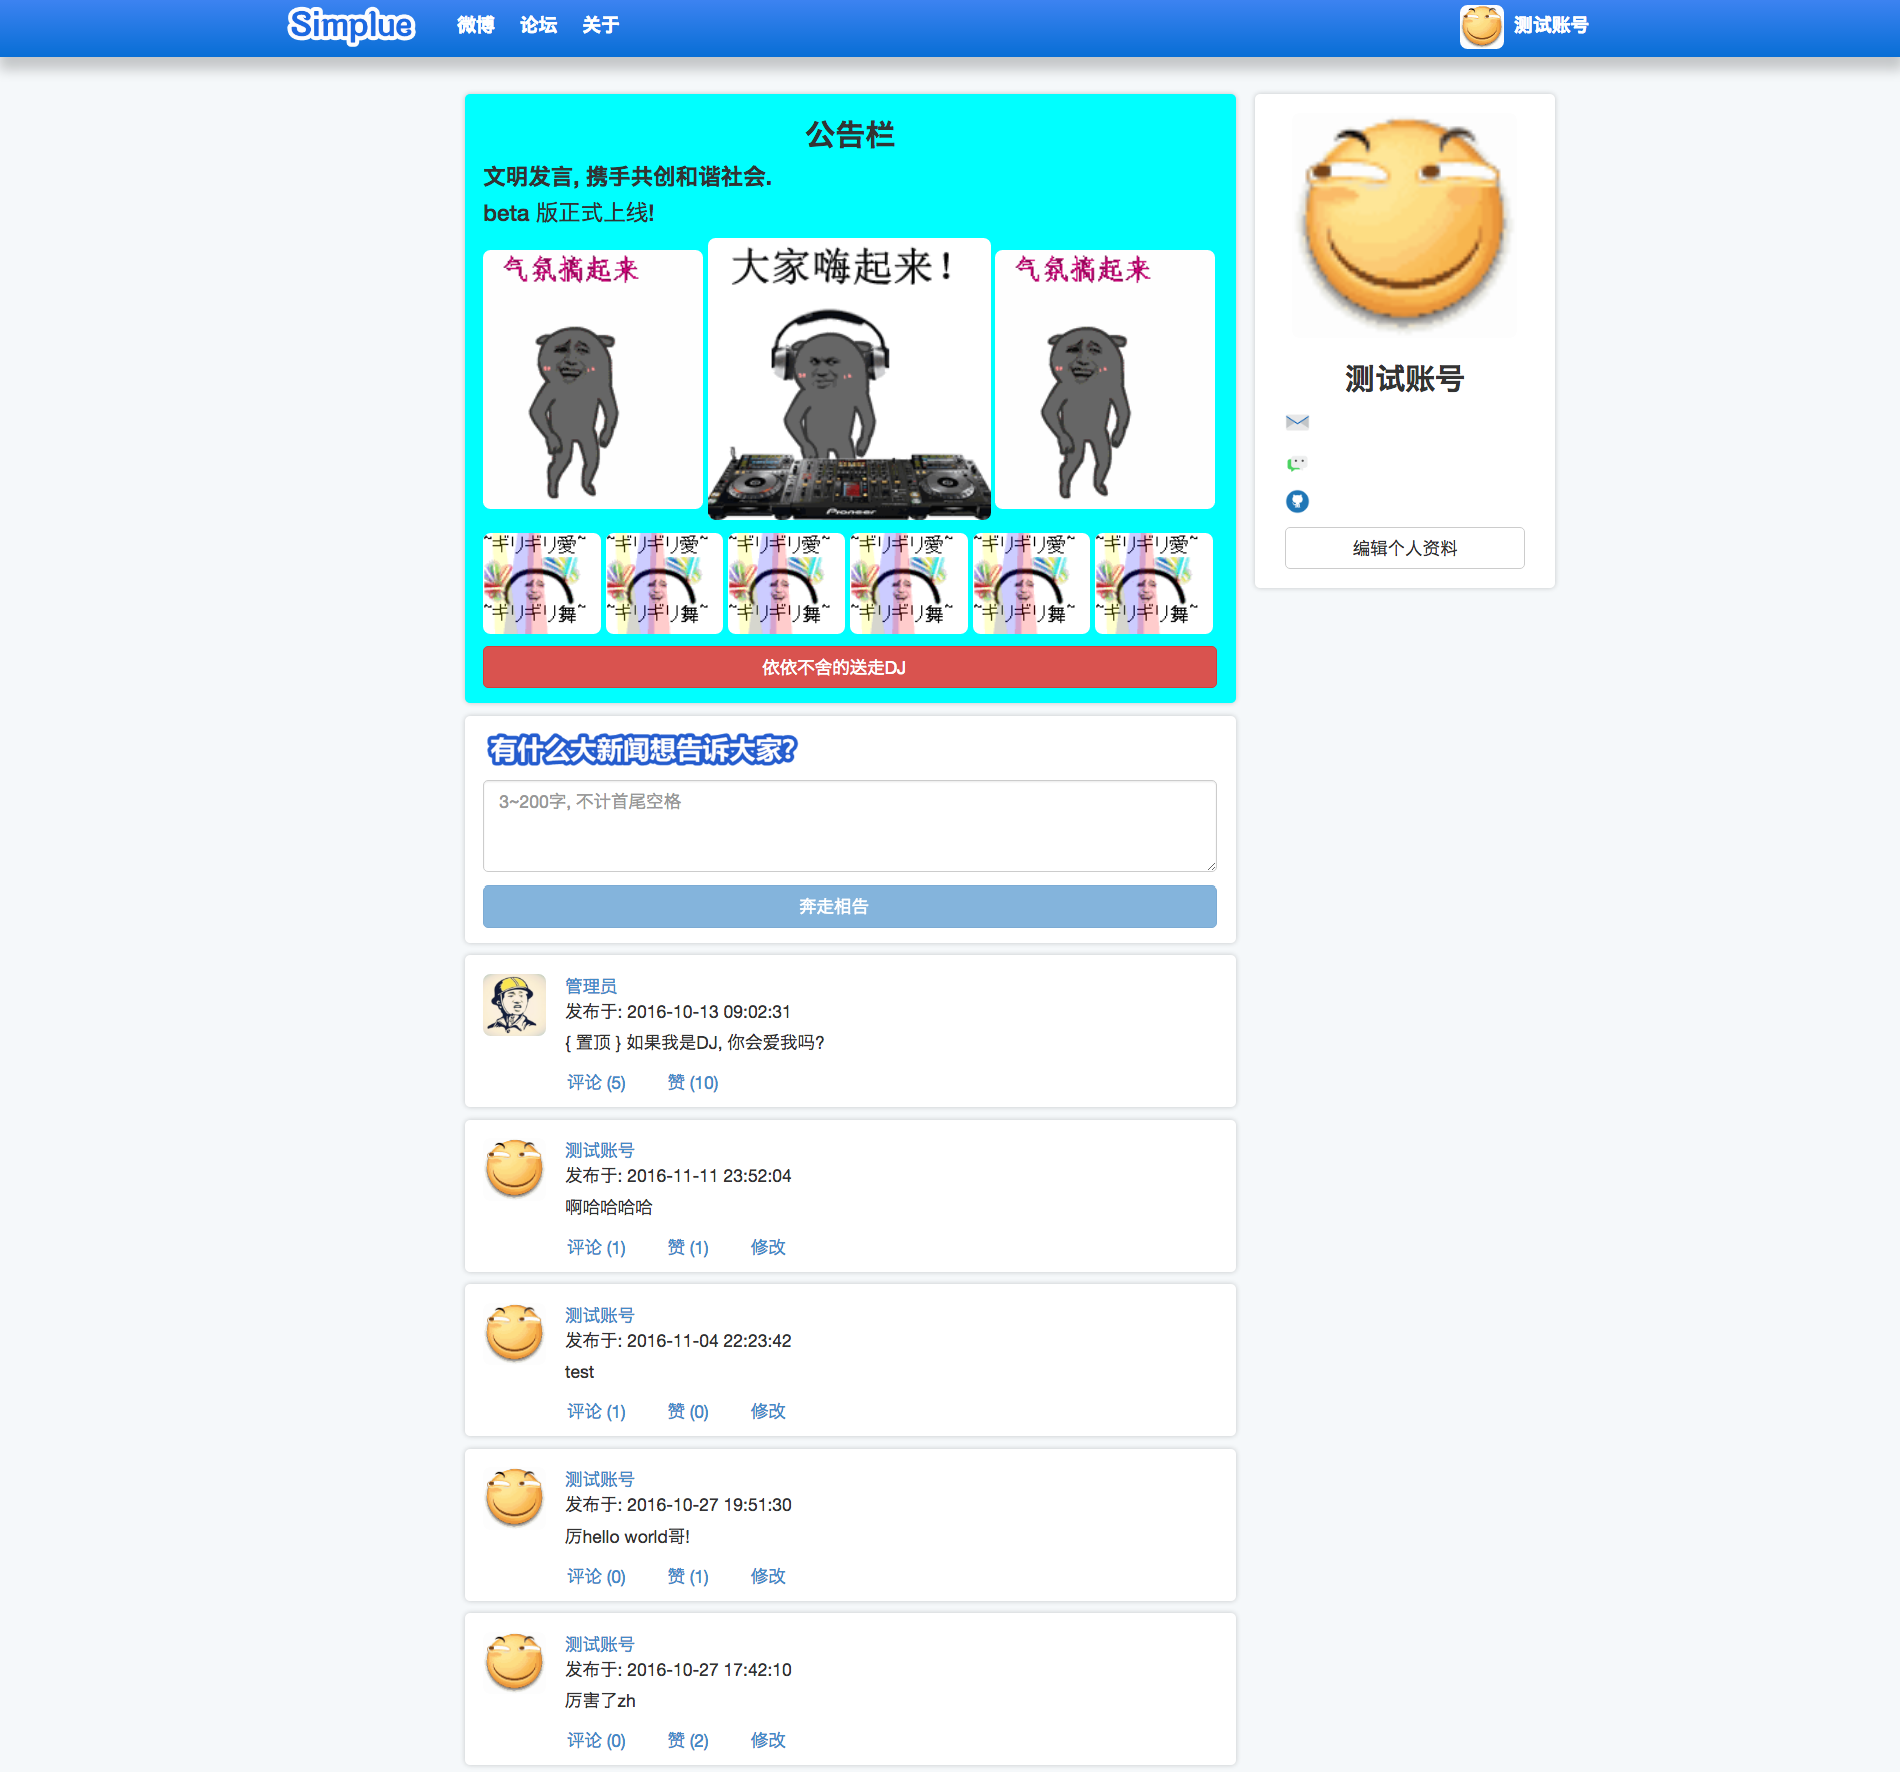 Simplue 微博 论坛 关于 测试账号
公告栏
文明发言, 携手共创和谐社会.
beta 版正式上线!
气氛搞起来
大家嗨起来!
气氛搞起来
Pioneer
~ギリギリ愛~ ~ギリギリ愛~ ~ギリギリ愛~ ~ギリギリ愛~ ~ギリギリ愛~ ~ギリギリ愛~
~ギリギリ舞~ ~ギリギリ舞~ ~ギリギリ舞~ ~ギリギリ舞~ ~ギリギリ舞~ ~ギリギリ舞~
依依不舍的送走DJ
测试账号
编辑个人资料
有什么大新闻想告诉大家?
3~200字, 不计首尾空格
奔走相告
管理员
发布于: 2016-10-13 09:02:31
{ 置顶 } 如果我是DJ, 你会爱我吗?
评论 (5) 赞 (10)
测试账号
发布于: 2016-11-11 23:52:04
啊哈哈哈哈
评论 (1) 赞 (1) 修改
测试账号
发布于: 2016-11-04 22:23:42
test
评论 (1) 赞 (0) 修改
测试账号
发布于: 2016-10-27 19:51:30
厉hello world哥!
评论 (0) 赞 (1) 修改
测试账号
发布于: 2016-10-27 17:42:10
厉害了zh
评论 (0) 赞 (2) 修改